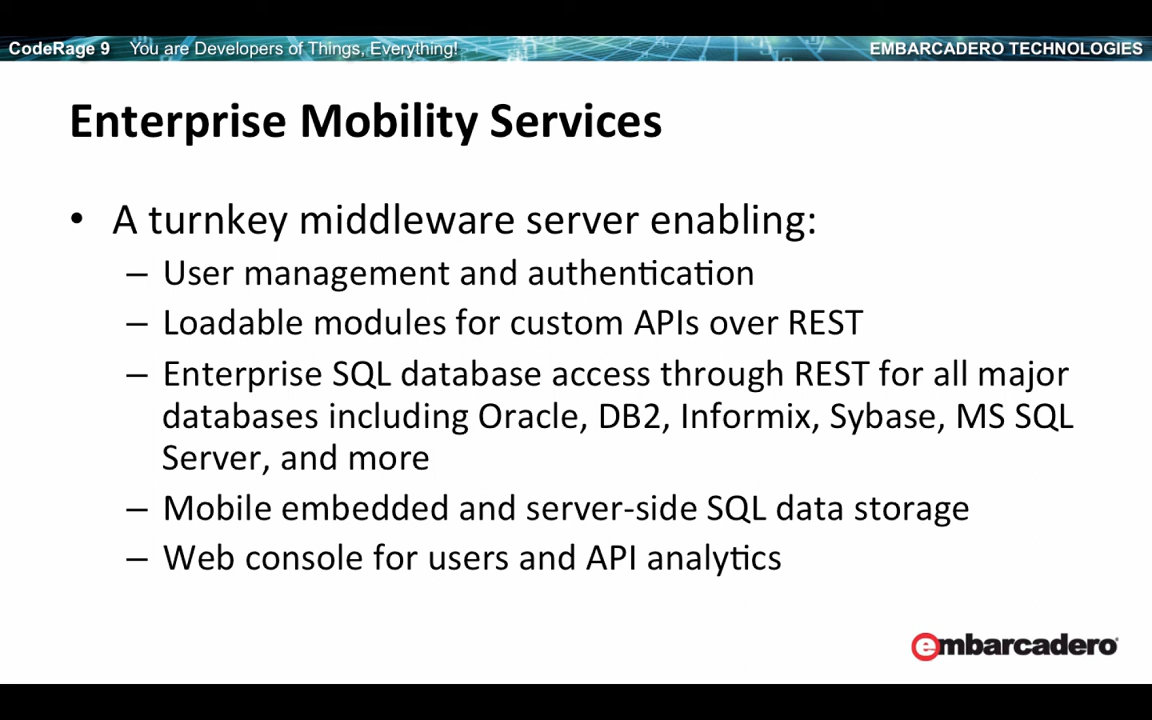 CodeRage 9 You are Developers of Things, Everything! EMBARCADERO TECHNOLOGIES
Enterprise Mobility Services
• A turnkey middleware server enabling:
– User management and authentication
– Loadable modules for custom APIs over REST
– Enterprise SQL database access through REST for all major
databases including Oracle, DB2, Informix, Sybase, MS SQL
Server, and more
– Mobile embedded and server-side SQL data storage
– Web console for users and API analytics
embarcadero